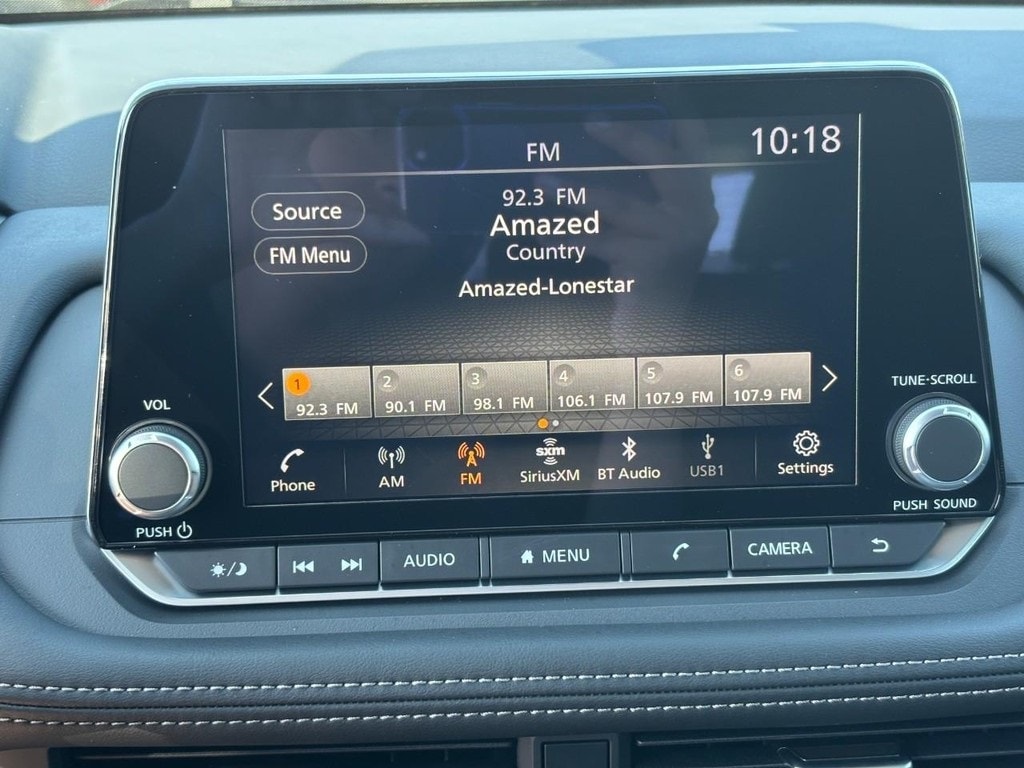 FM
10:18
Source
FM Menu
92.3 FM
Amazed
Country
Amazed-Lonestar
1
92.3 FM
2
90.1 FM
3
98.1 FM
4
106.1 FM
5
107.9 FM
6
107.9 FM
Phone
AM
FM
sxm
SiriusXM
BT Audio
USB1
Settings
VOL
PUSH
TUNE·SCROLL
PUSH SOUND
AUDIO
MENU
CAMERA